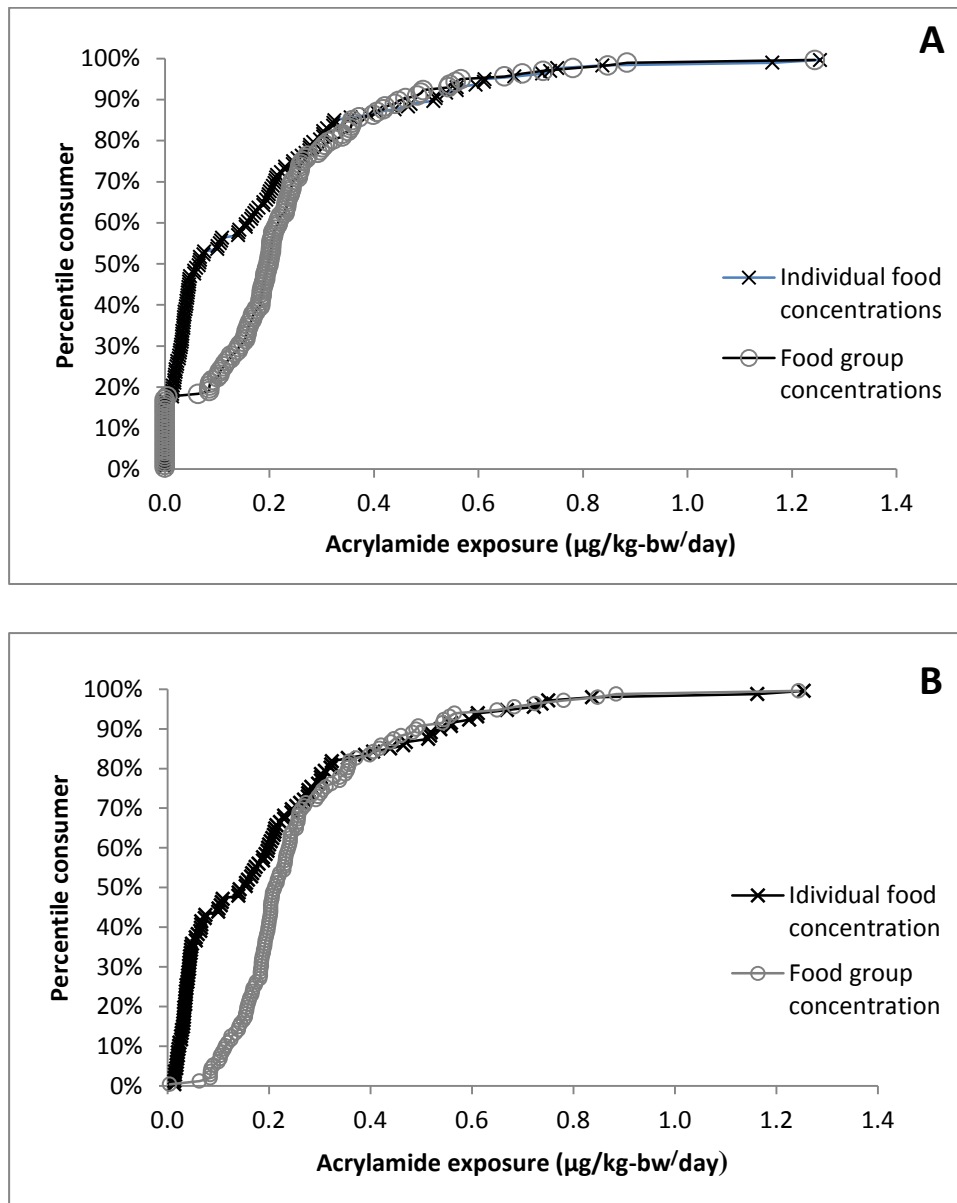 A
100%
90%
80%
70%
60%
50%
40%
30%
20%
10%
0%
Percentile consumer
Individual food
concentrations
Food group
concentrations
0.0 0.2 0.4 0.6 0.8 1.0 1.2 1.4
Acrylamide exposure (µg/kg-bw/day)
B
100%
90%
80%
70%
60%
50%
40%
30%
20%
10%
0%
Percentile consumer
Idividual food
concentration
Food group
concentration
0.0 0.2 0.4 0.6 0.8 1.0 1.2 1.4
Acrylamide exposure (µg/kg-bw/day)